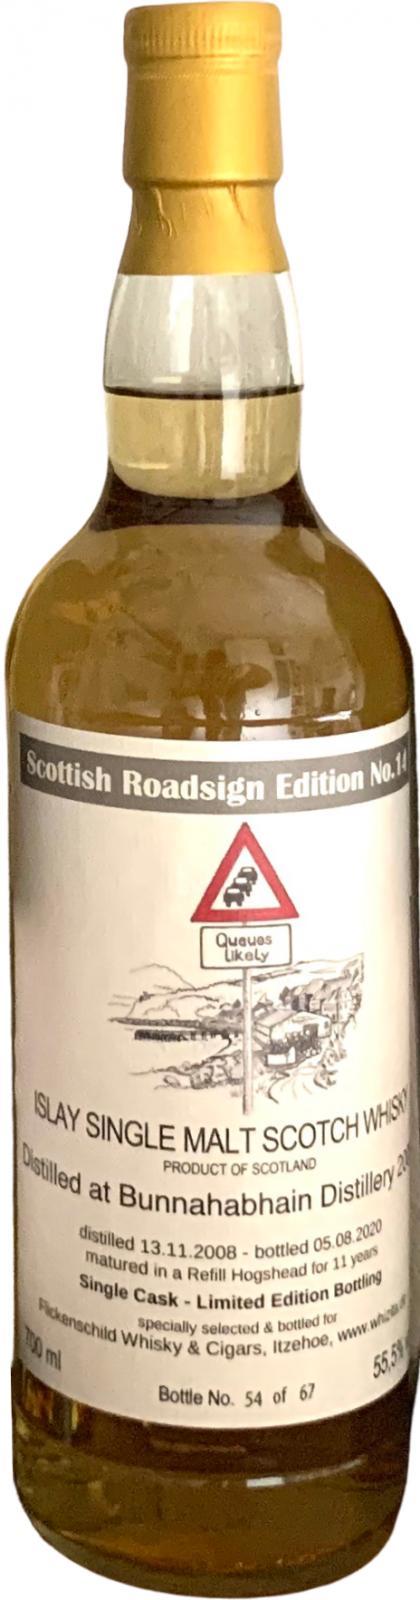 Scottish Roadsign Edition No.14
Queues
Likely
ISLAY SINGLE MALT SCOTCH WHISKY
PRODUCT OF SCOTLAND
Distilled at Bunnahabhain Distillery
distilled 13.11.2008 - bottled 05.08.2020
matured in a Refill Hogshead for 11 years
Single Cask - Limited Edition Bottling
specially selected & bottled for
Flickenschild Whisky & Cigars, Itzehoe,
700 ml
55,5%
Bottle No. 54 of 67